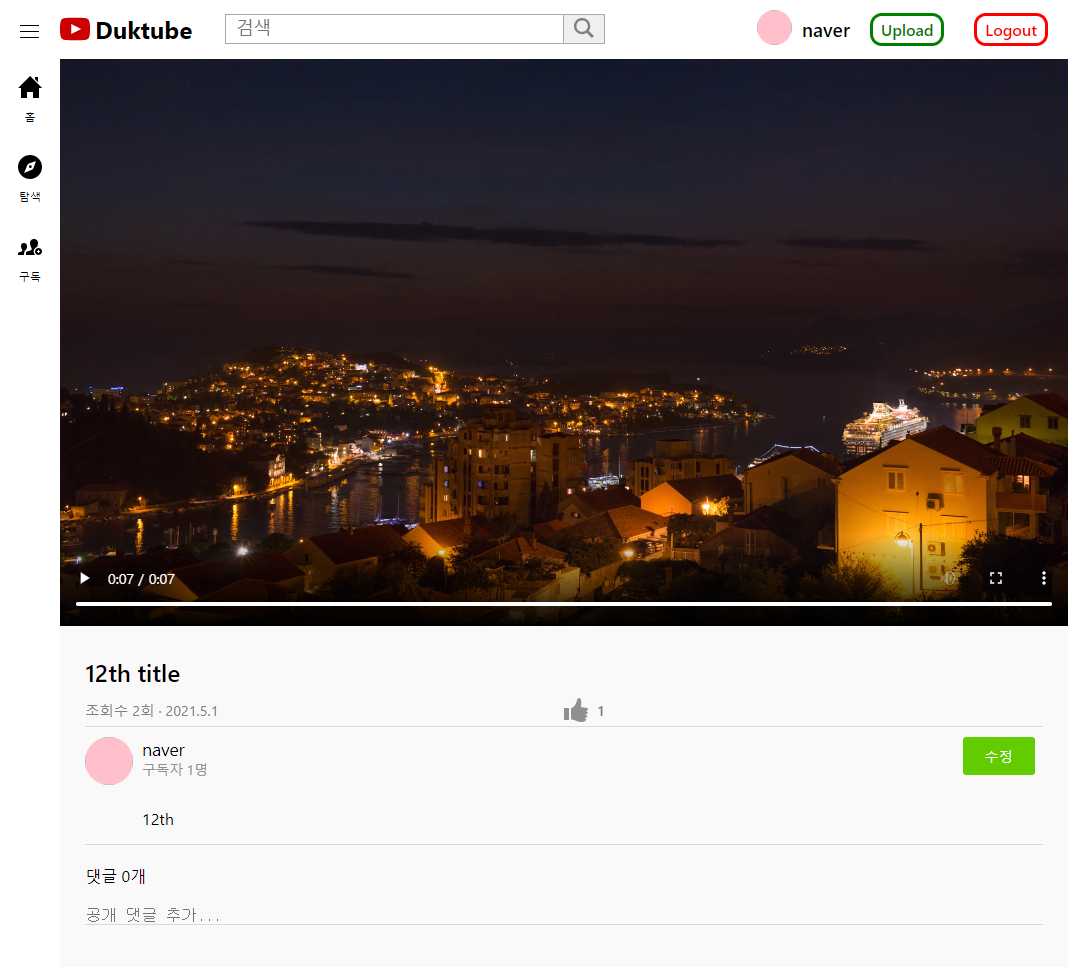 Duktube
검색
naver
Upload
Logout
홈
탐색
구독
0:07 / 0:07
12th title
조회수 2회 · 2021.5.1
1
naver
구독자 1명
수정
12th
댓글 0개
공개 댓글 추가...